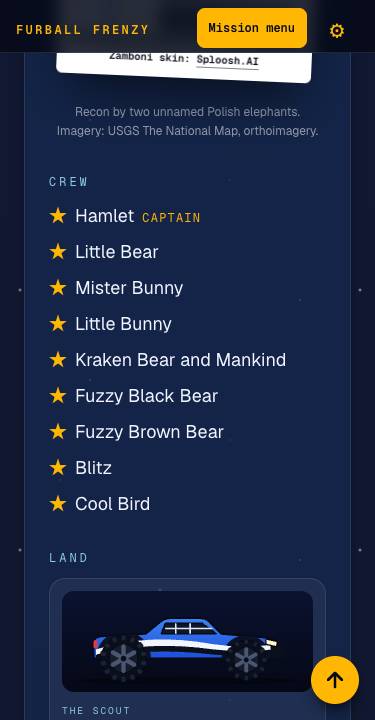 FURBALL FRENZY
Mission menu
Zamboni skin: Sploosh.AI
Recon by two unnamed Polish elephants.
Imagery: USGS The National Map, orthoimagery.
CREW
Hamlet CAPTAIN
Little Bear
Mister Bunny
Little Bunny
Kraken Bear and Mankind
Fuzzy Black Bear
Fuzzy Brown Bear
Blitz
Cool Bird
LAND
THE SCOUT